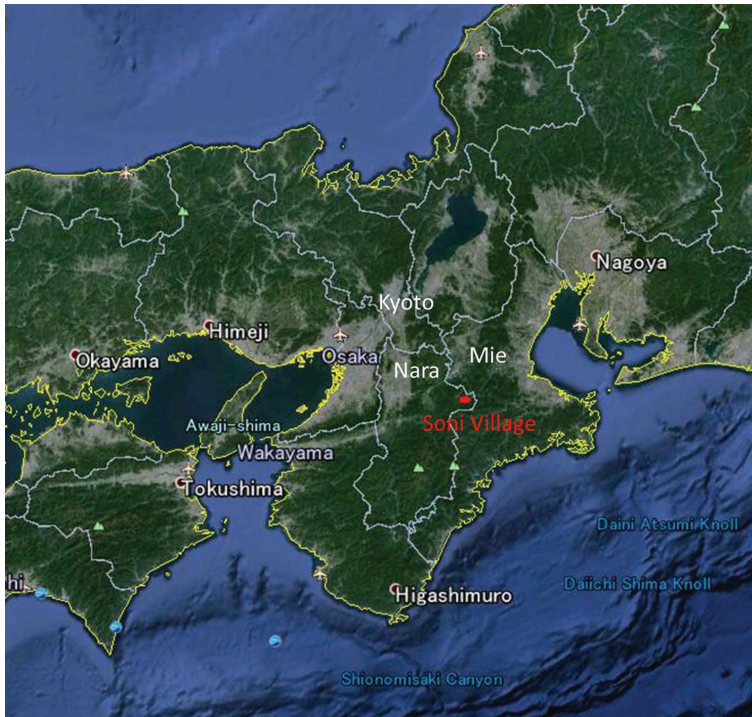 Nagoya
Kyoto
Himeji
Osaka
Mie
Okayama
Nara
Soni Village
Awaji-shima
Wakayama
Tokushima
Daini Atsumi Knoll
hi
Daiichi Shima Knoll
Higashimuro
Shionomisaki Canyon